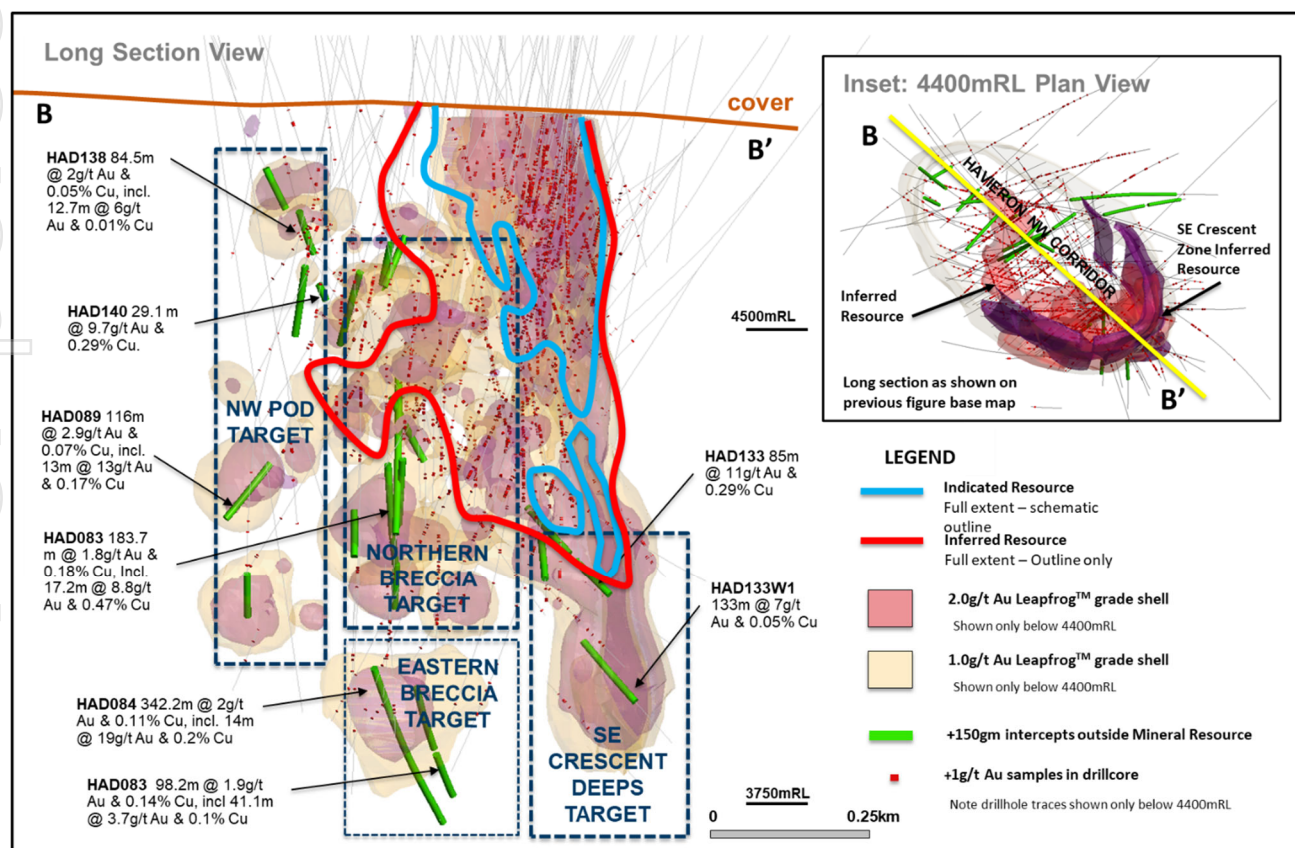 Long Section View
B
cover
B'
HAD138 84.5m
@ 2g/t Au &
0.05% Cu, incl.
12.7m @ 6g/t
Au & 0.01% Cu
HAD140 29.1 m
@ 9.7g/t Au &
0.29% Cu.
HAD089 116m
@ 2.9g/t Au &
0.07% Cu, incl.
13m @ 13g/t Au
& 0.17% Cu
HAD083 183.7
m @ 1.8g/t Au &
0.18% Cu, Incl.
17.2m @ 8.8g/t
Au & 0.47% Cu
HAD084 342.2m @ 2g/t
Au & 0.11% Cu, incl. 14m
@ 19g/t Au & 0.2% Cu
HAD083 98.2m @ 1.9g/t
Au & 0.14% Cu, incl 41.1m
@ 3.7g/t Au & 0.1% Cu
NW POD
TARGET
NORTHERN
BRECCIA
TARGET
EASTERN
BRECCIA
TARGET
SE
CRESCENT
DEEPS
TARGET
4500mRL
HAD133 85m
@ 11g/t Au &
0.29% Cu
HAD133W1
133m @ 7g/t
Au & 0.05% Cu
3750mRL
0 0.25km
Inset: 4400mRL Plan View
B
HAVIERON NW CORRIDOR
SE Crescent
Zone Inferred
Resource
Inferred
Resource
Long section as shown on
previous figure base map
B'
LEGEND
Indicated Resource
Full extent – schematic
outline
Inferred Resource
Full extent – Outline only
2.0g/t Au Leapfrog™ grade shell
Shown only below 4400mRL
1.0g/t Au Leapfrog™ grade shell
Shown only below 4400mRL
+150gm intercepts outside Mineral Resource
+1g/t Au samples in drillcore
Note drillhole traces shown only below 4400mRL